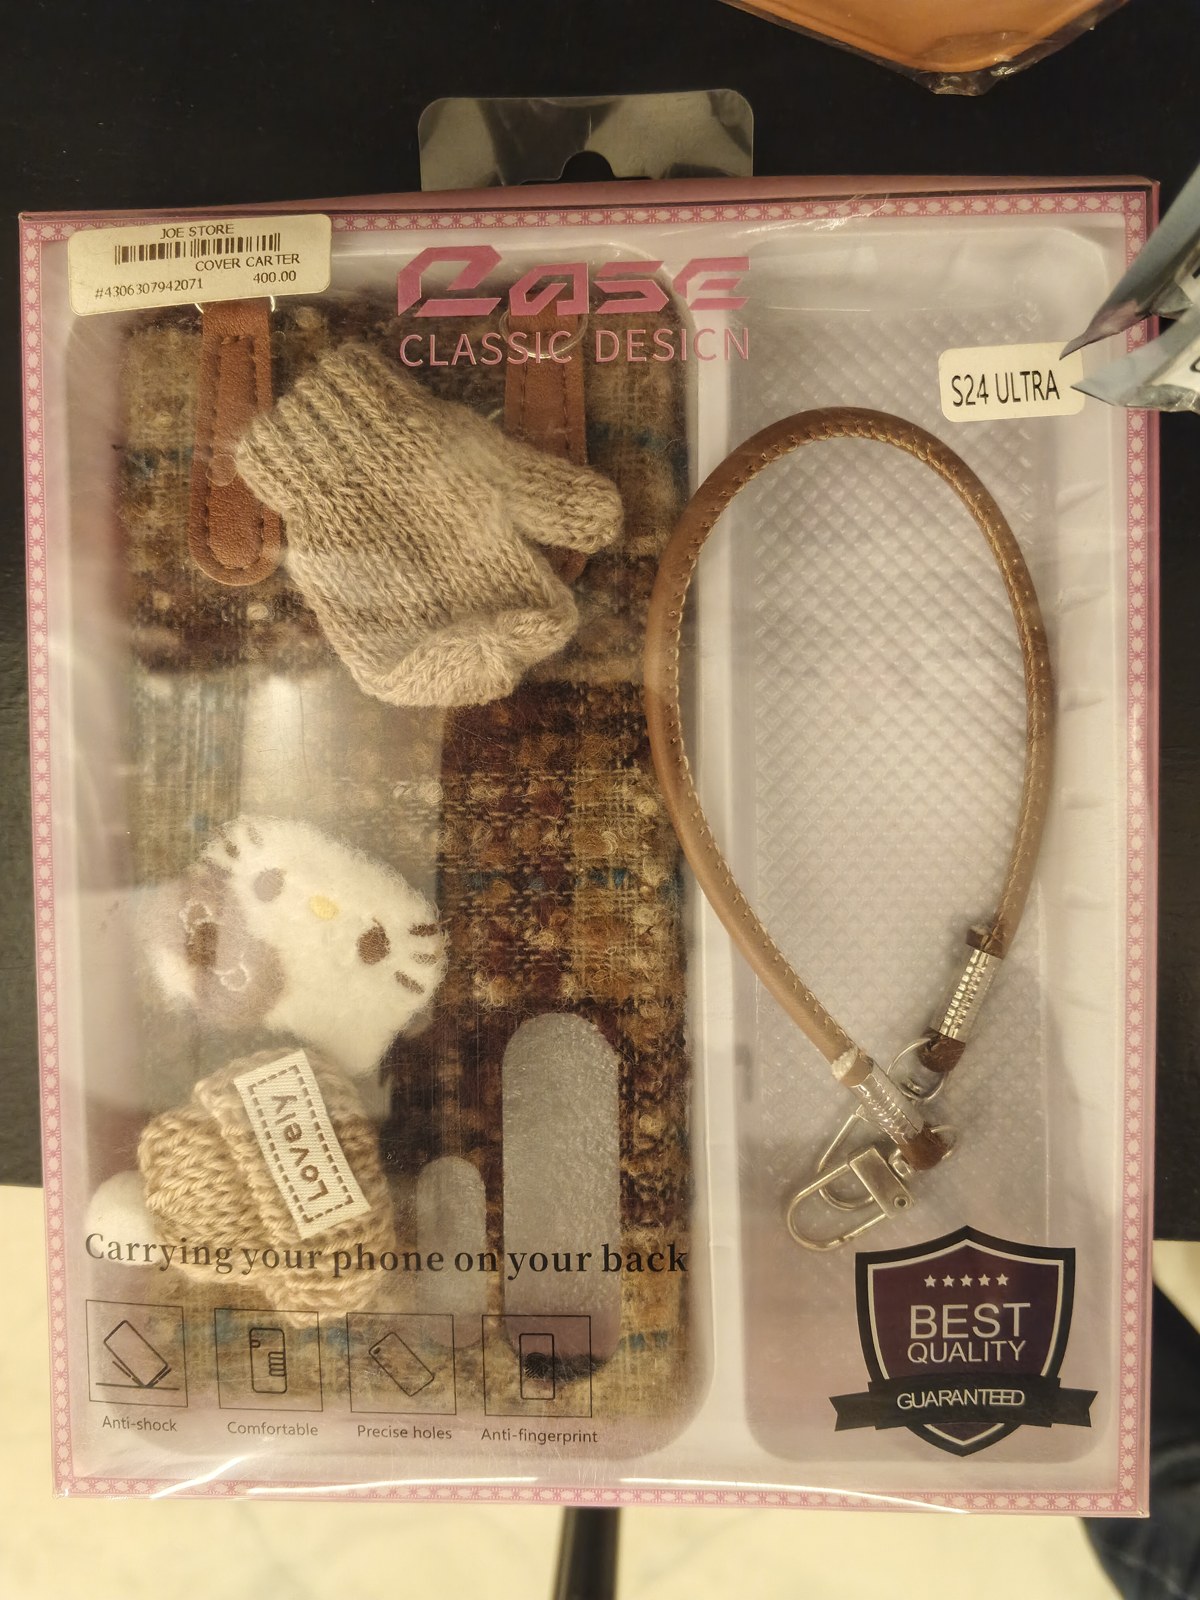 JOE STORE
COVER CARTER
#4306307942071 400.00
Case
CLASSIC DESIGN
S24 ULTRA
Lovely
Carrying your phone on your back
Anti-shock
Comfortable
Precise holes
Anti-fingerprint
BEST
QUALITY
GUARANTEED